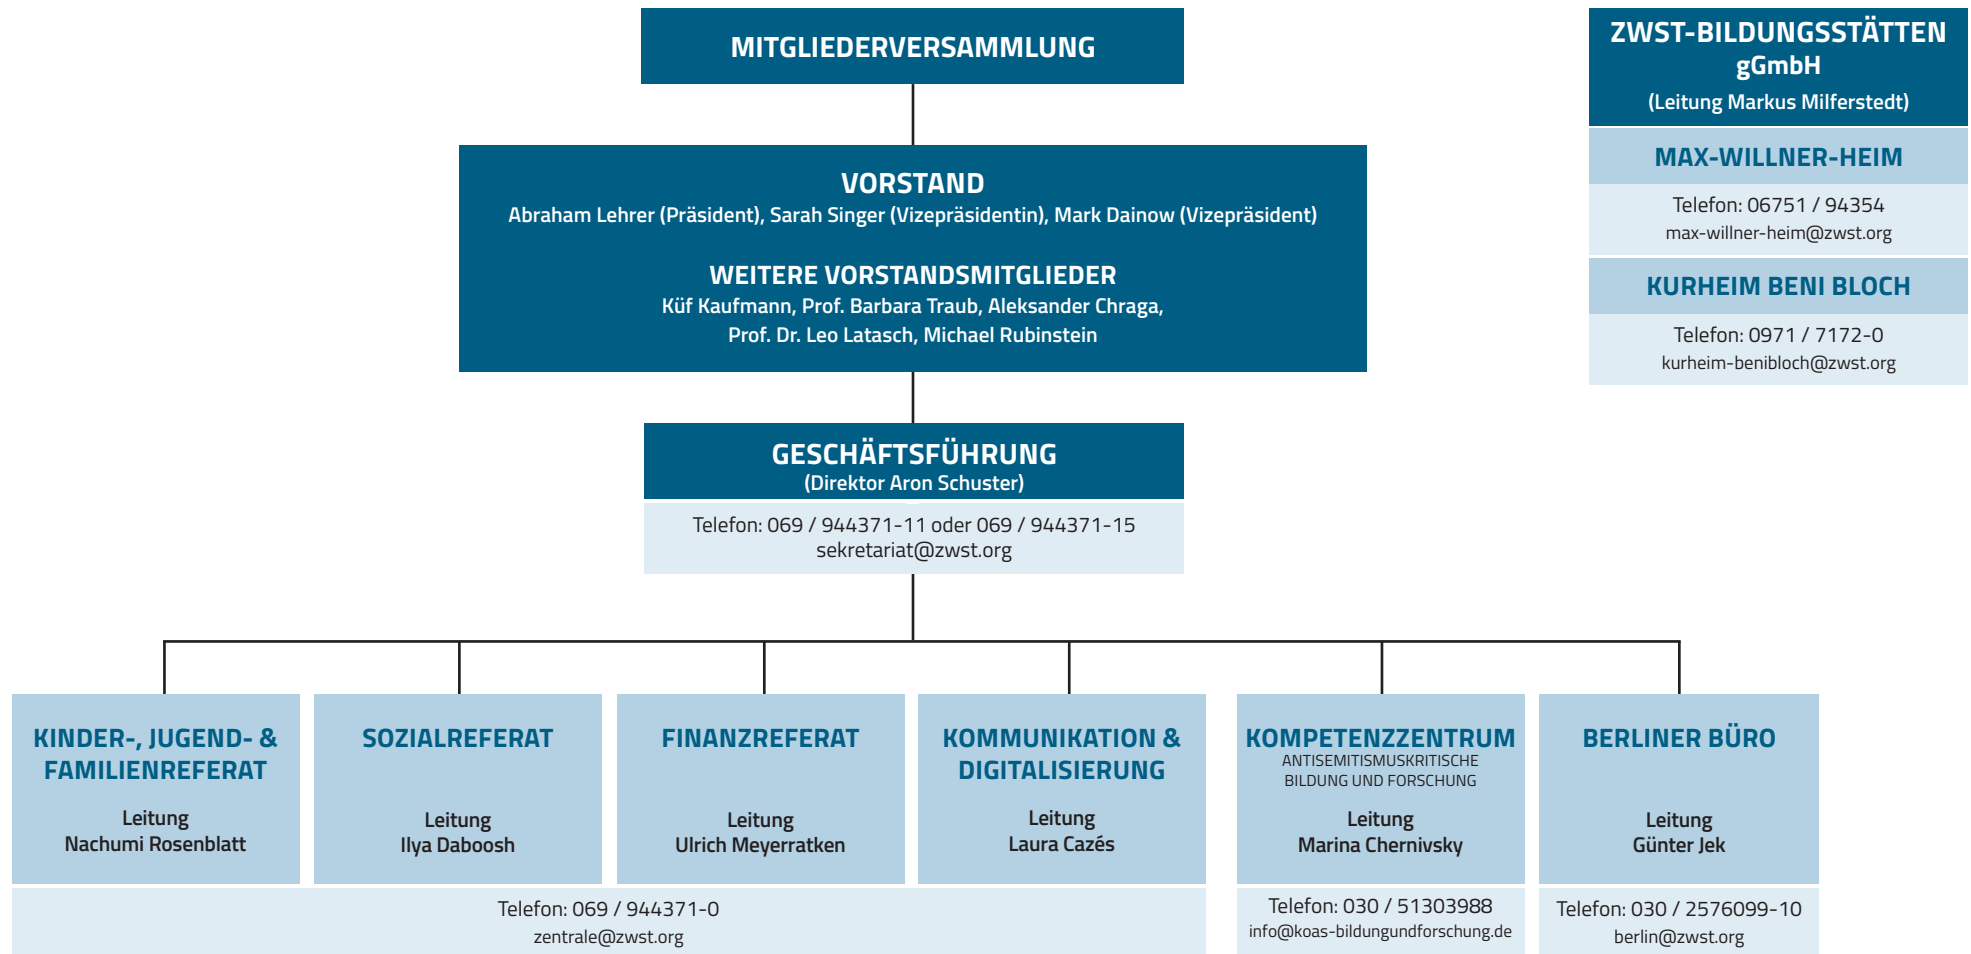 MITGLIEDERVERSAMMLUNG
VORSTAND
Abraham Lehrer (Präsident), Sarah Singer (Vizepräsidentin), Mark Dainow (Vizepräsident)
WEITERE VORSTANDSMITGLIEDER
Küf Kaufmann, Prof. Barbara Traub, Aleksander Chraga,
Prof. Dr. Leo Latasch, Michael Rubinstein
GESCHÄFTSFÜHRUNG
(Direktor Aron Schuster)
Telefon: 069 / 944371-11 oder 069 / 944371-15
sekretariat@zwst.org
ZWST-BILDUNGSSTÄTTEN
gGmbH
(Leitung Markus Milferstedt)
MAX-WILLNER-HEIM
Telefon: 06751 / 94354
max-willner-heim@zwst.org
KURHEIM BENI BLOCH
Telefon: 0971 / 7172-0
kurheim-benibloch@zwst.org
KINDER-, JUGEND- &
FAMILIENREFERAT
Leitung
Nachumi Rosenblatt
SOZIALREFERAT
Leitung
Ilya Daboosh
FINANZREFERAT
Leitung
Ulrich Meyerratken
KOMMUNIKATION &
DIGITALISIERUNG
Leitung
Laura Cazés
Telefon: 069 / 944371-0
zentrale@zwst.org
KOMPETENZZENTRUM
ANTISEMITISMUSKRITISCHE
BILDUNG UND FORSCHUNG
Leitung
Marina Chernivsky
Telefon: 030 / 51303988
info@koas-bildungundforschung.de
BERLINER BÜRO
Leitung
Günter Jek
Telefon: 030 / 2576099-10
berlin@zwst.org